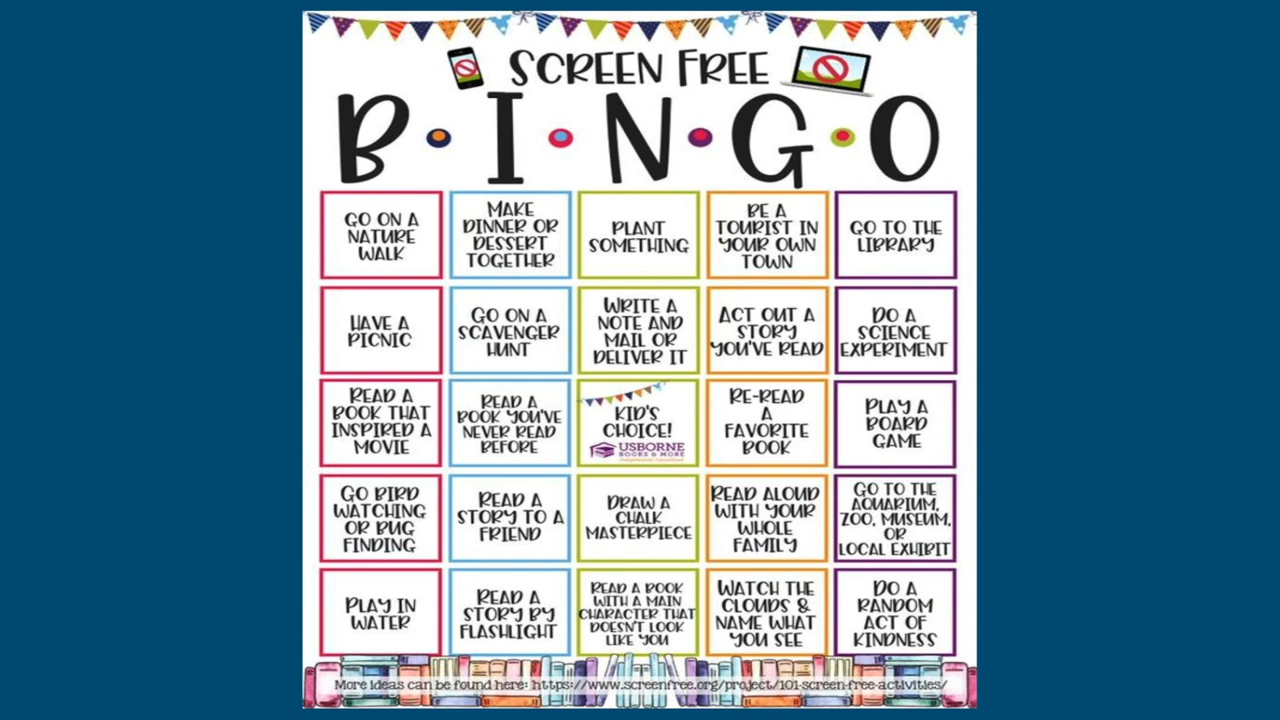 SCREEN FREE
B·I·N·G·O
GO ON A
NATURE
WALK
MAKE
DINNER OR
DESSERT
TOGETHER
PLANT
SOMETHING
BE A
TOURIST IN
YOUR OWN
TOWN
GO TO THE
LIBRARY
HAVE A
PICNIC
GO ON A
SCAVENGER
HUNT
WRITE A
NOTE AND
MAIL OR
DELIVER IT
ACT OUT A
STORY
YOU'VE READ
DO A
SCIENCE
EXPERIMENT
READ A
BOOK THAT
INSPIRED A
MOVIE
READ A
BOOK YOU'VE
NEVER READ
BEFORE
KID'S
CHOICE!
USBORNE
BOOKS & MORE
RE-READ
A
FAVORITE
BOOK
PLAY A
BOARD
GAME
GO BIRD
WATCHING
OR BUG
FINDING
READ A
STORY TO A
FRIEND
DRAW A
CHALK
MASTERPIECE
READ ALOUD
WITH YOUR
WHOLE
FAMILY
GO TO THE
AQUARIUM,
ZOO, MUSEUM,
OR
LOCAL EXHIBIT
PLAY IN
WATER
READ A
STORY BY
FLASHLIGHT
READ A BOOK
WITH A MAIN
CHARACTER THAT
DOESN'T LOOK
LIKE YOU
WATCH THE
CLOUDS &
NAME WHAT
YOU SEE
DO A
RANDOM
ACT OF
KINDNESS
More ideas can be found here: https://www.screenfree.org/project/101-screen-free-activities/